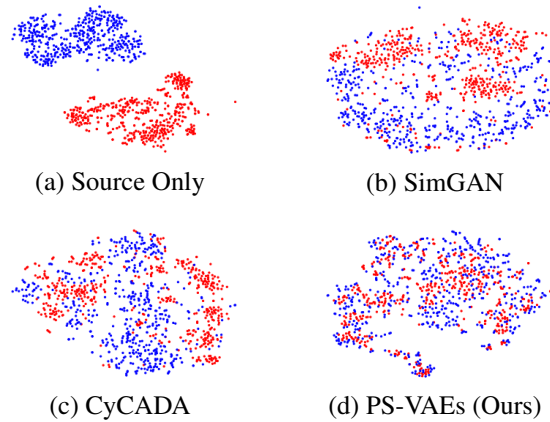 (a) Source Only
(b) SimGAN
(c) CyCADA
(d) PS-VAEs (Ours)